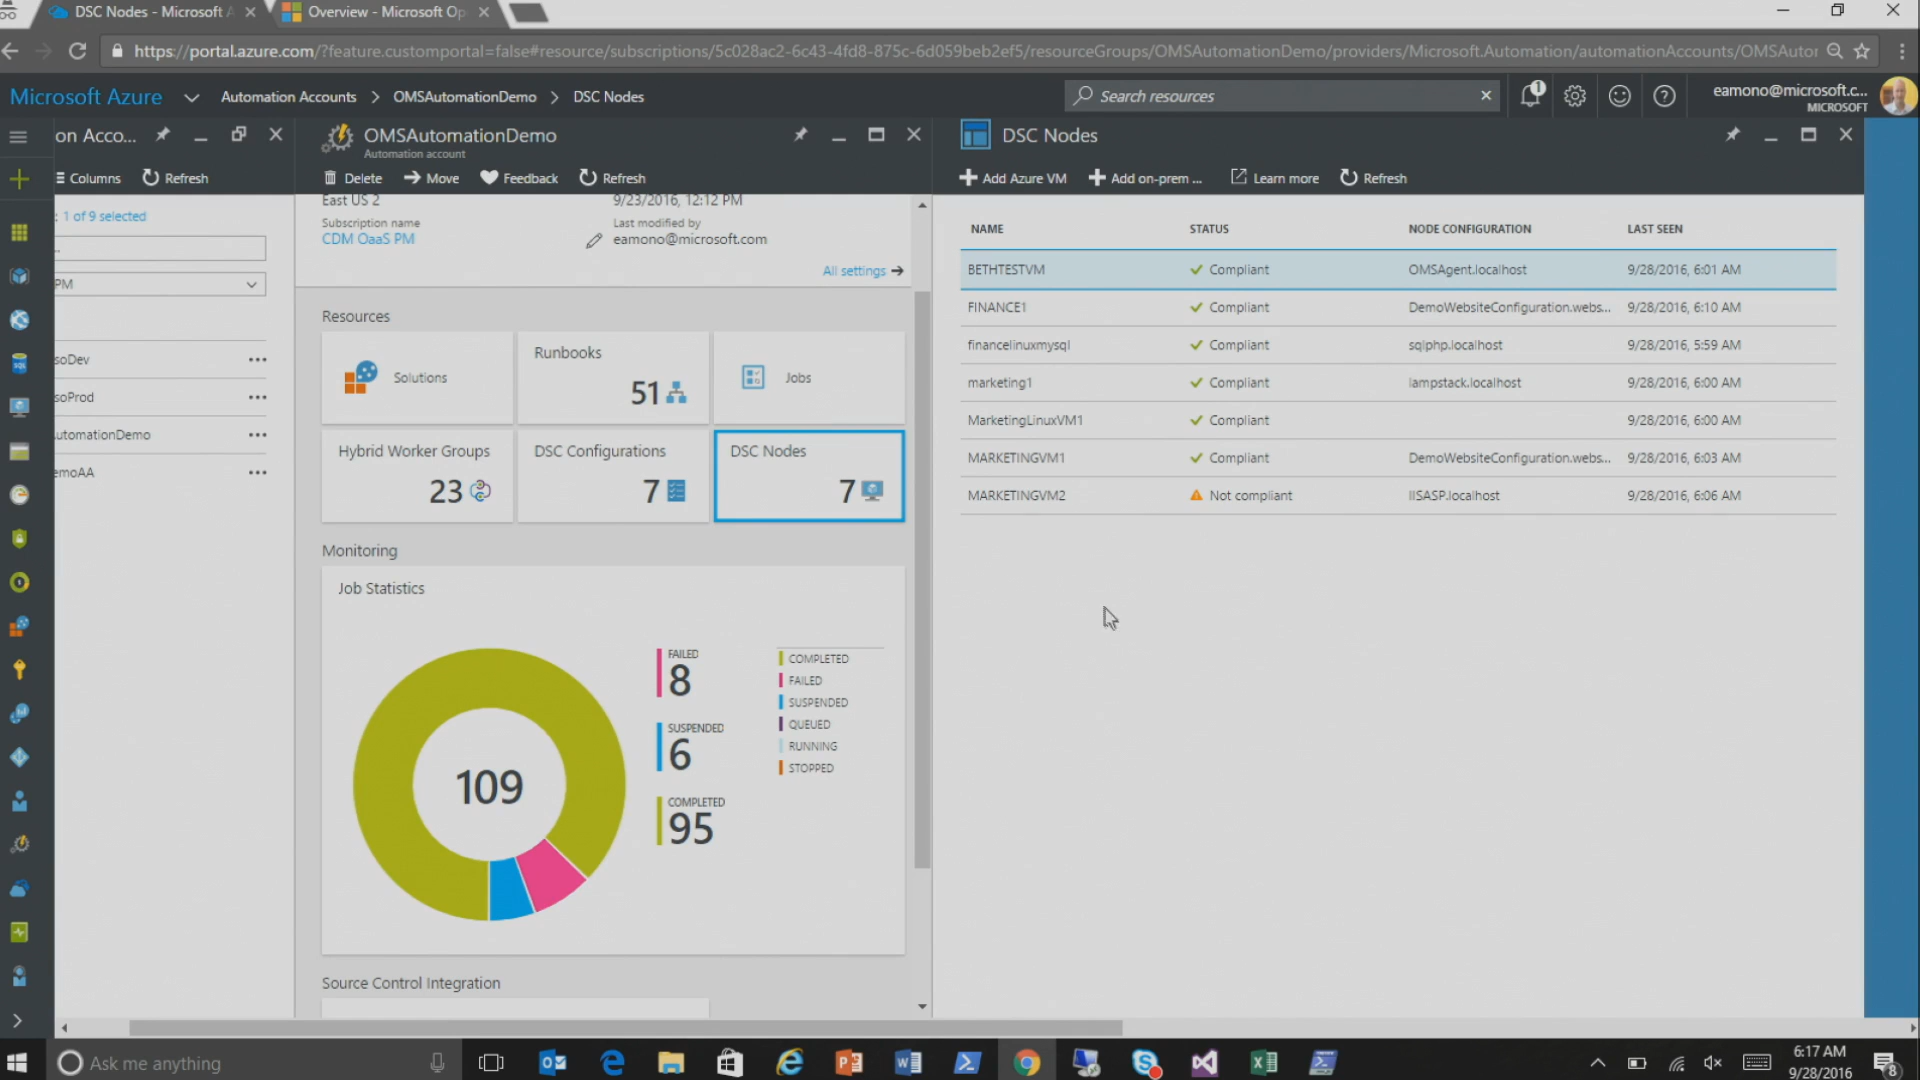 DSC Nodes - Microsoft A
Overview - Microsoft Op
https://portal.azure.com/?feature.customportal=false#resource/subscriptions/5c028ac2-6c43-4fd8-875c-6d059beb2ef5/resourceGroups/OMSAutomationDemo/providers/Microsoft.Automation/automationAccounts/OMSAutor
Microsoft Azure
Automation Accounts > OMSAutomationDemo > DSC Nodes
Search resources
1
eamono@microsoft.c...
MICROSOFT
on Acco...
Columns
Refresh
: 1 of 9 selected
PM
soDev
soProd
utomationDemo
emoAA
OMSAutomationDemo
Automation account
Delete
Move
Feedback
Refresh
East US 2
9/23/2016, 12:12 PM
Subscription name
Last modified by
CDM OaaS PM
eamono@microsoft.com
All settings
Resources
Solutions
Runbooks
51
Jobs
Hybrid Worker Groups
23
DSC Configurations
7
DSC Nodes
7
Monitoring
Job Statistics
109
FAILED
8
SUSPENDED
6
COMPLETED
95
COMPLETED
FAILED
SUSPENDED
QUEUED
RUNNING
STOPPED
Source Control Integration
DSC Nodes
Add Azure VM
Add on-prem ...
Learn more
Refresh
NAME STATUS NODE CONFIGURATION LAST SEEN
BETHTESTVM Compliant OMSAgent.localhost 9/28/2016, 6:01 AM
FINANCE1 Compliant DemoWebsiteConfiguration.webs... 9/28/2016, 6:10 AM
financelinuxmysql Compliant sqlphp.localhost 9/28/2016, 5:59 AM
marketing1 Compliant lampstack.localhost 9/28/2016, 6:00 AM
MarketingLinuxVM1 Compliant 9/28/2016, 6:00 AM
MARKETINGVM1 Compliant DemoWebsiteConfiguration.webs... 9/28/2016, 6:03 AM
MARKETINGVM2 Not compliant IISASP.localhost 9/28/2016, 6:06 AM
Ask me anything
6:17 AM
9/28/2016
8